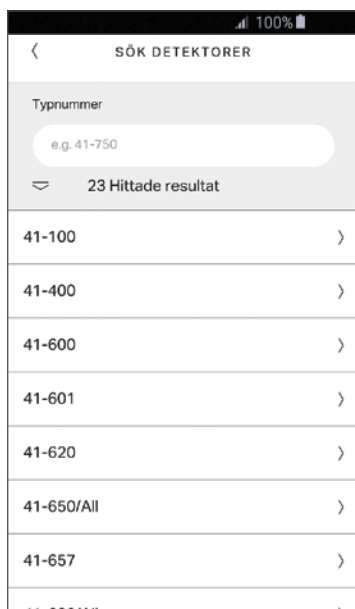 100%
SÖK DETEKTORER
Typnummer
e.g. 41-750
23 Hittade resultat
41-100
41-400
41-600
41-601
41-620
41-650/All
41-657